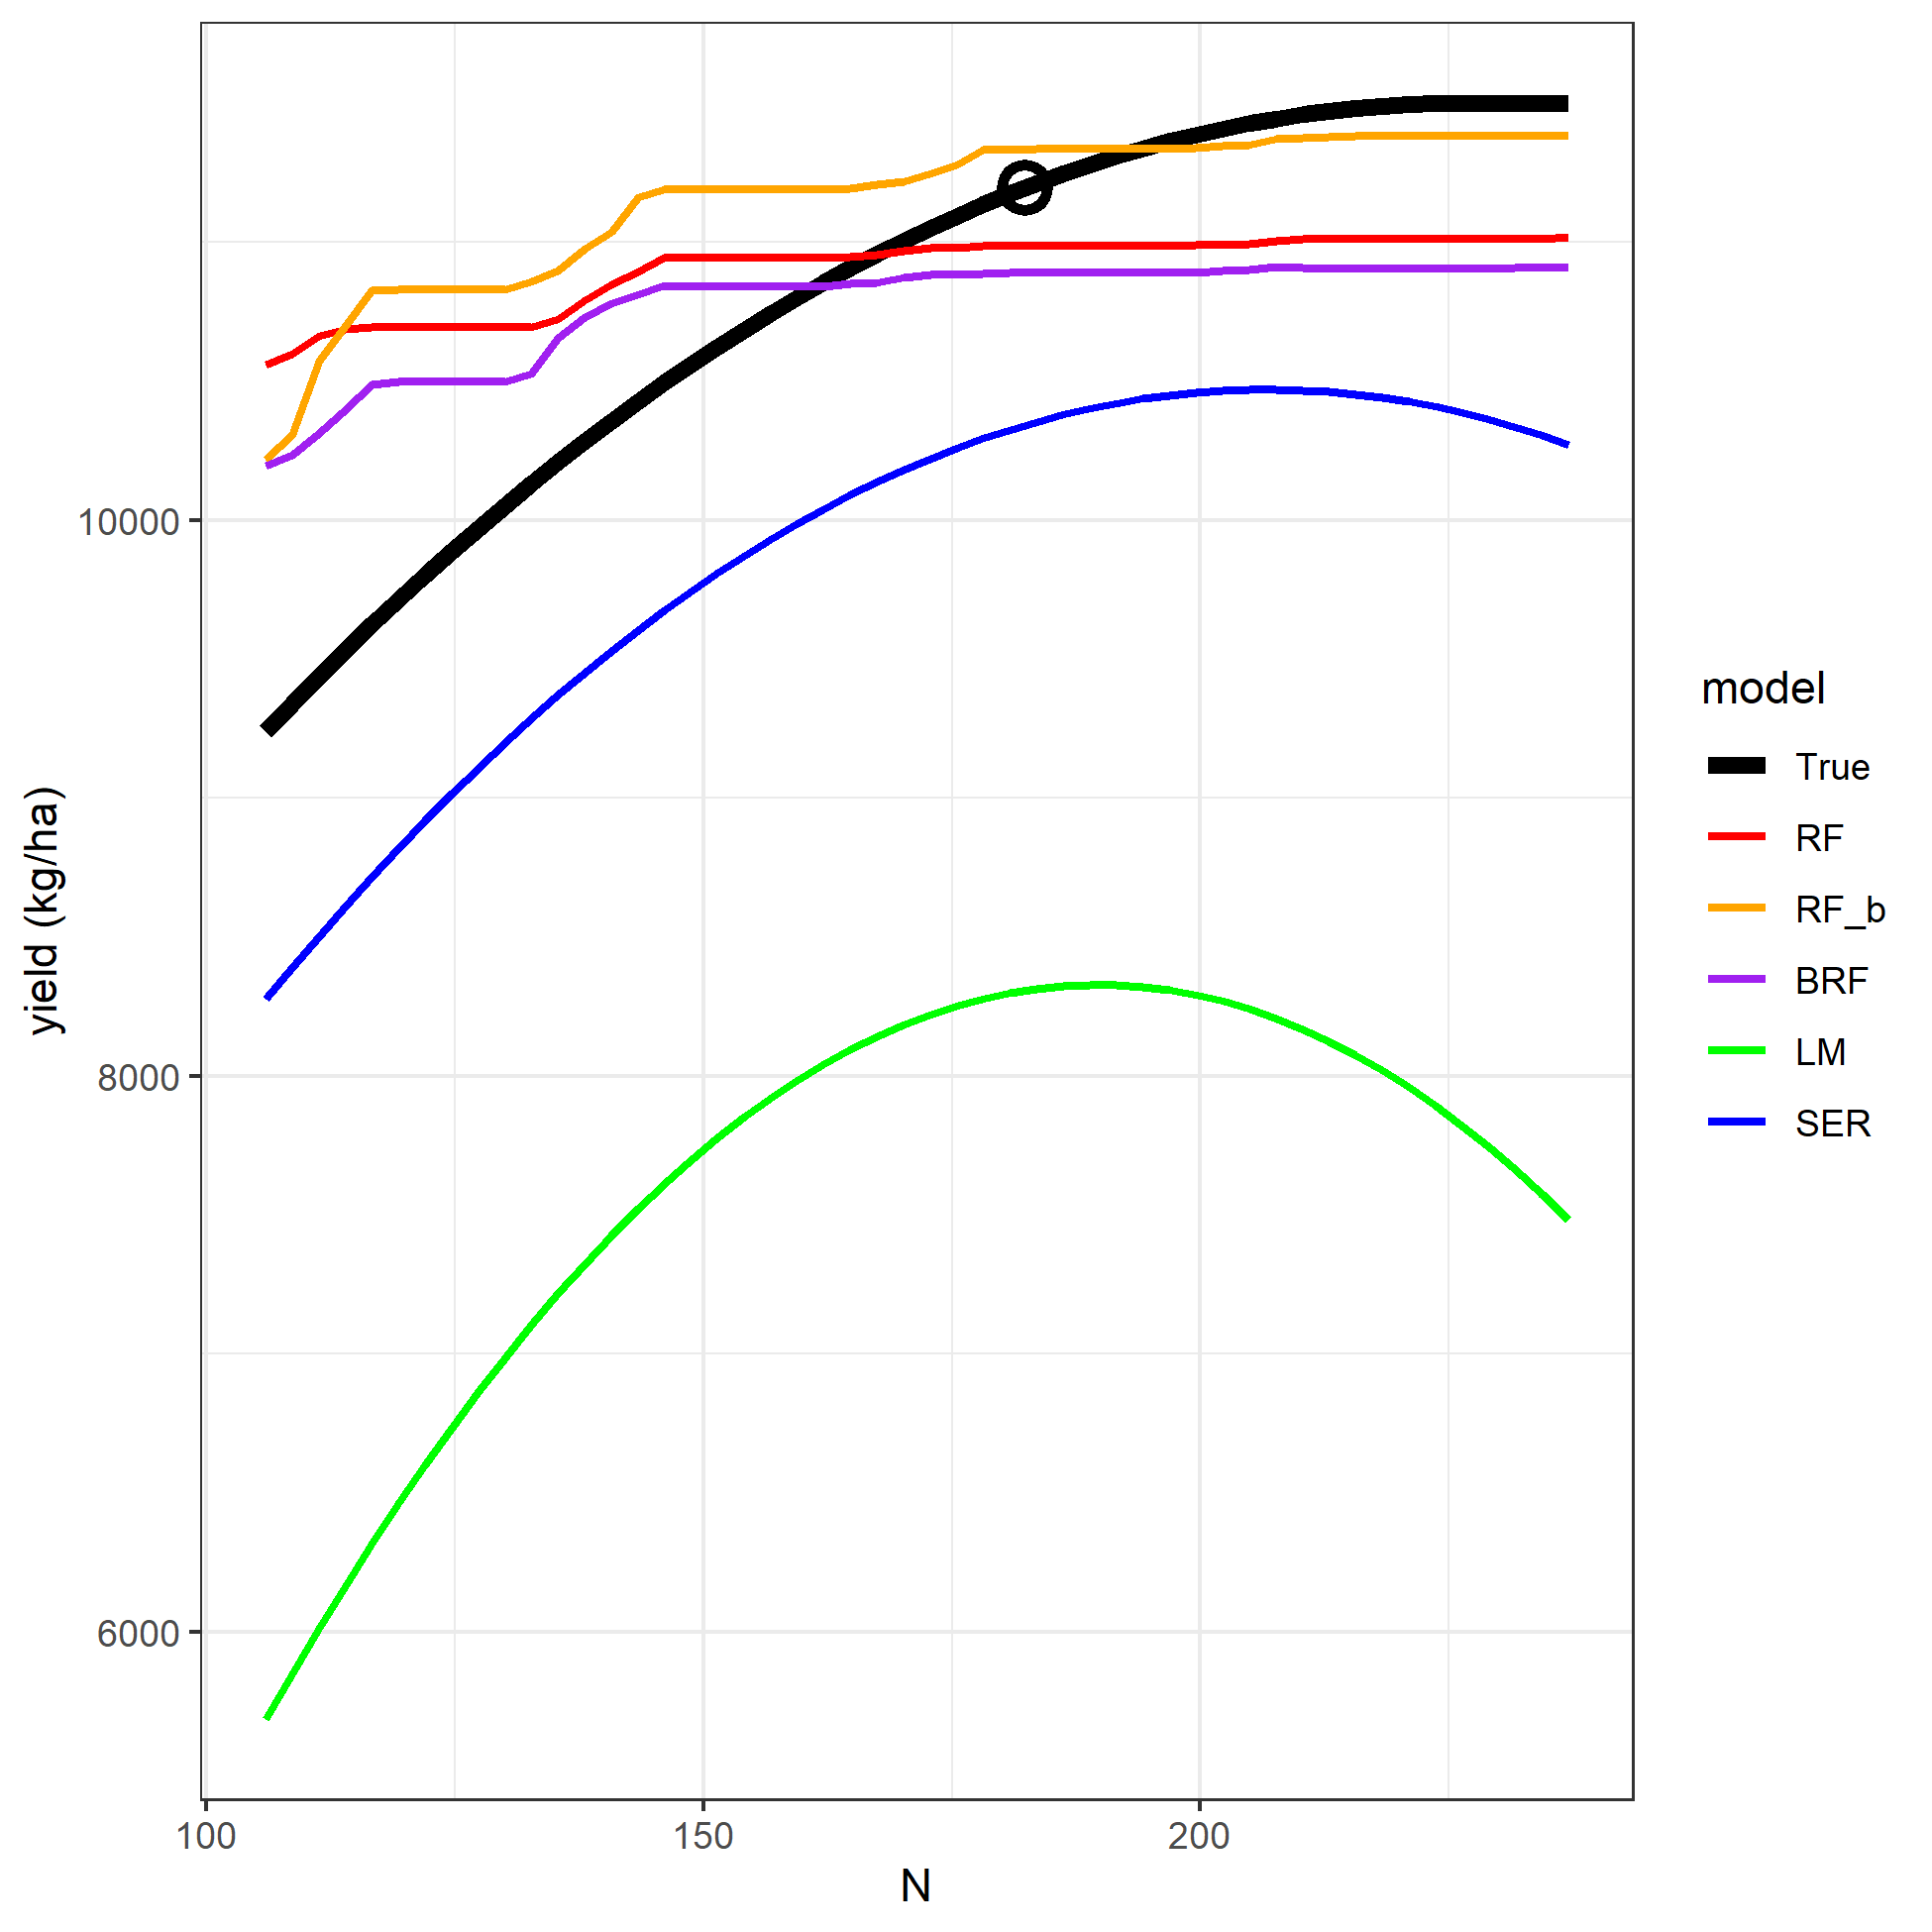 yield (kg/ha)
10000
8000
6000
100
150
200
N
model
True
RF
RF_b
BRF
LM
SER